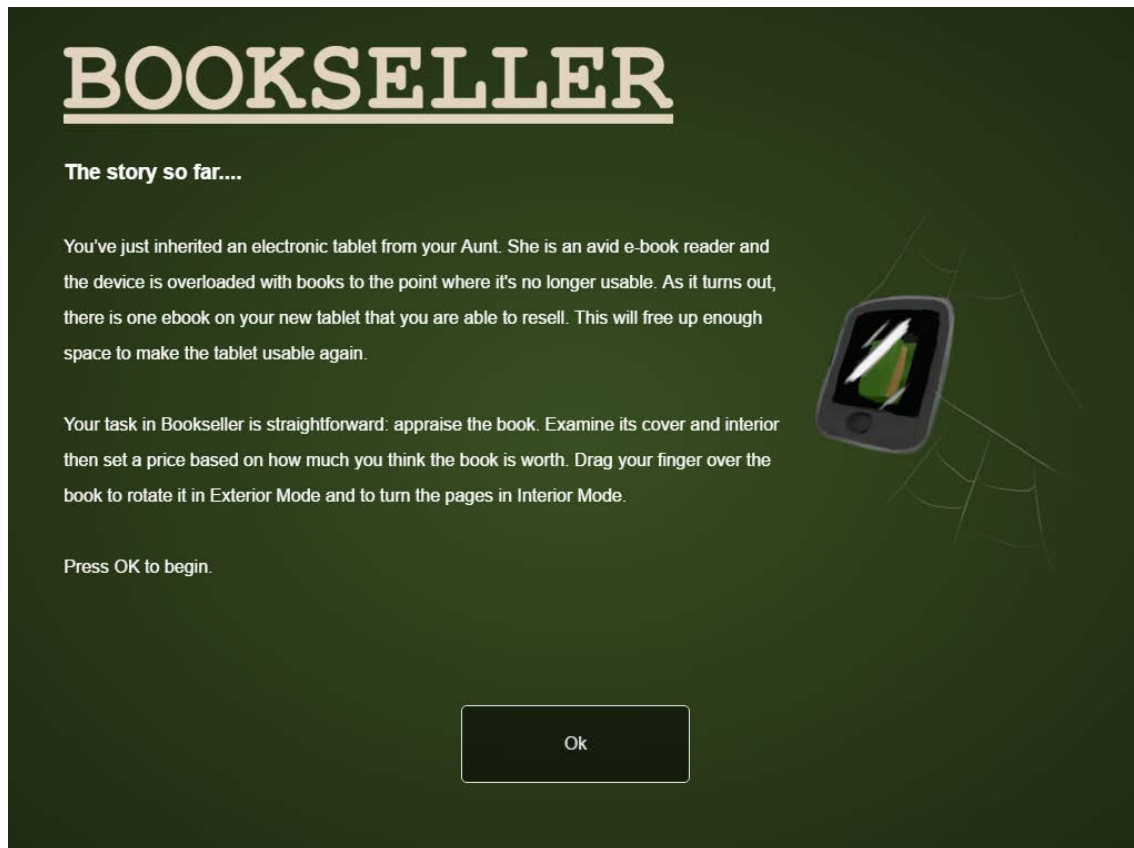 BOOKSELLER
The story so far....
You've just inherited an electronic tablet from your Aunt. She is an avid e-book reader and
the device is overloaded with books to the point where it's no longer usable. As it turns out,
there is one ebook on your new tablet that you are able to resell. This will free up enough
space to make the tablet usable again.
Your task in Bookseller is straightforward: appraise the book. Examine its cover and interior
then set a price based on how much you think the book is worth. Drag your finger over the
book to rotate it in Exterior Mode and to turn the pages in Interior Mode.
Press OK to begin.
Ok